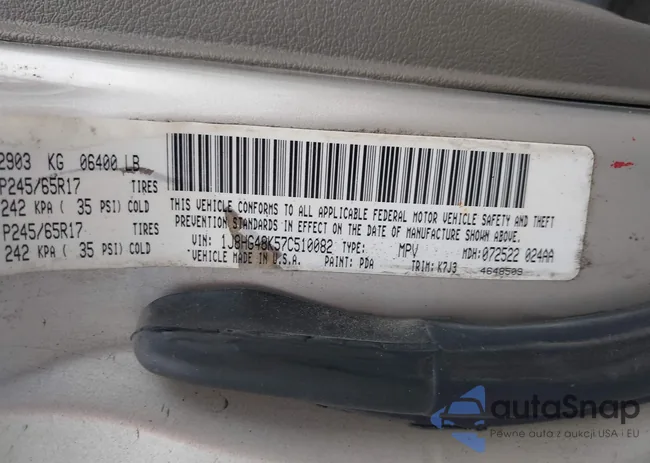 2903 KG 06400 LB
P245/65R17 TIRES
242 KPA ( 35 PSI) COLD
P245/65R17 TIRES
242 KPA ( 35 PSI) COLD
THIS VEHICLE CONFORMS TO ALL APPLICABLE FEDERAL MOTOR VEHICLE SAFETY AND THEFT
PREVENTION STANDARDS IN EFFECT ON THE DATE OF MANUFACTURE SHOWN ABOVE.
VIN: 1J8HG48K57C510082 TYPE: MPV MDH: 072522 024AA
VEHICLE MADE IN U.S.A. PAINT: PDA TRIM: K7J3 4648509
autaSnap
Pewne auta z aukcji USA i EU